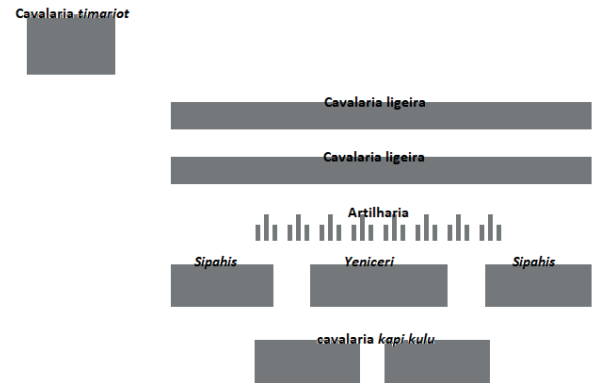 Cavalaria timariot
Cavalaria ligeira
Cavalaria ligeira
Artilharia
Sipahis Yeniceri Sipahis
cavalaria kapi kulu